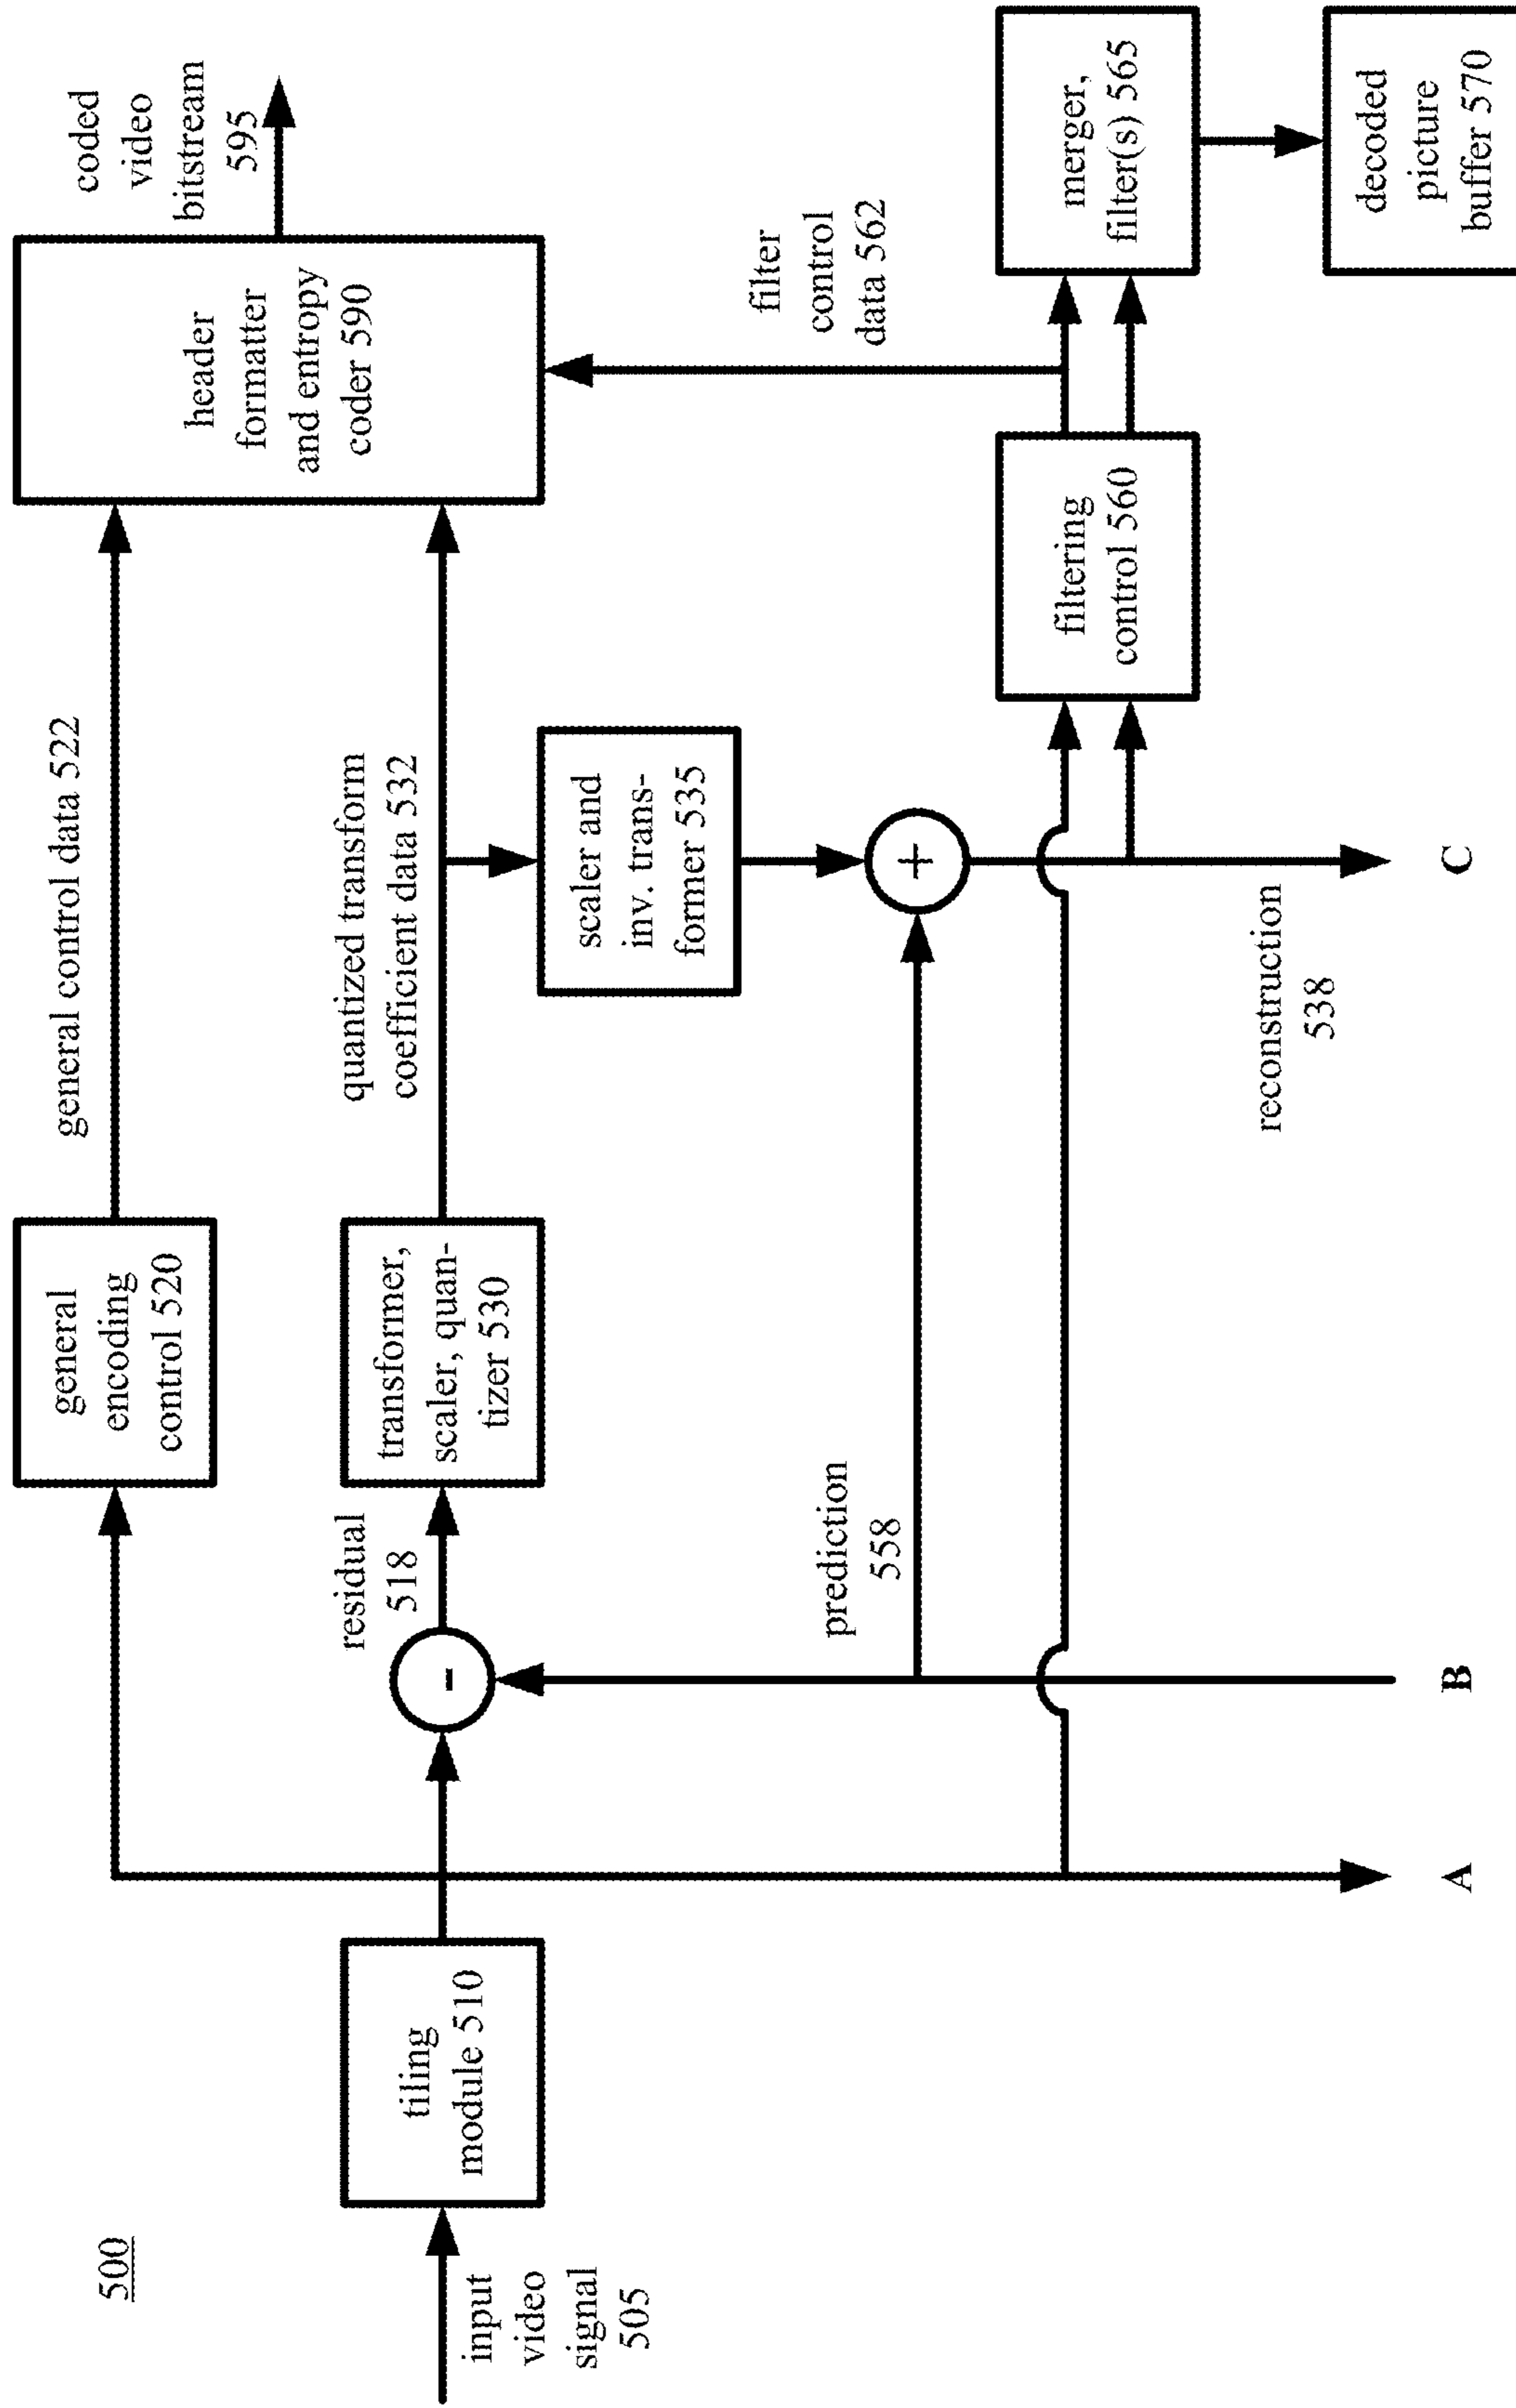 500
input
video
signal
505
tiling
module 510
general
encoding
control 520
general control data 522
header
formatter
and entropy
coder 590
coded
video
bitstream
595
residual
518
-
transformer,
scaler, quan-
tizer 530
quantized transform
coefficient data 532
scaler and
inv. trans-
former 535
prediction
558
+
filter
control
data 562
filtering
control 560
merger,
filter(s) 565
decoded
picture
buffer 570
reconstruction
538
A
B
C